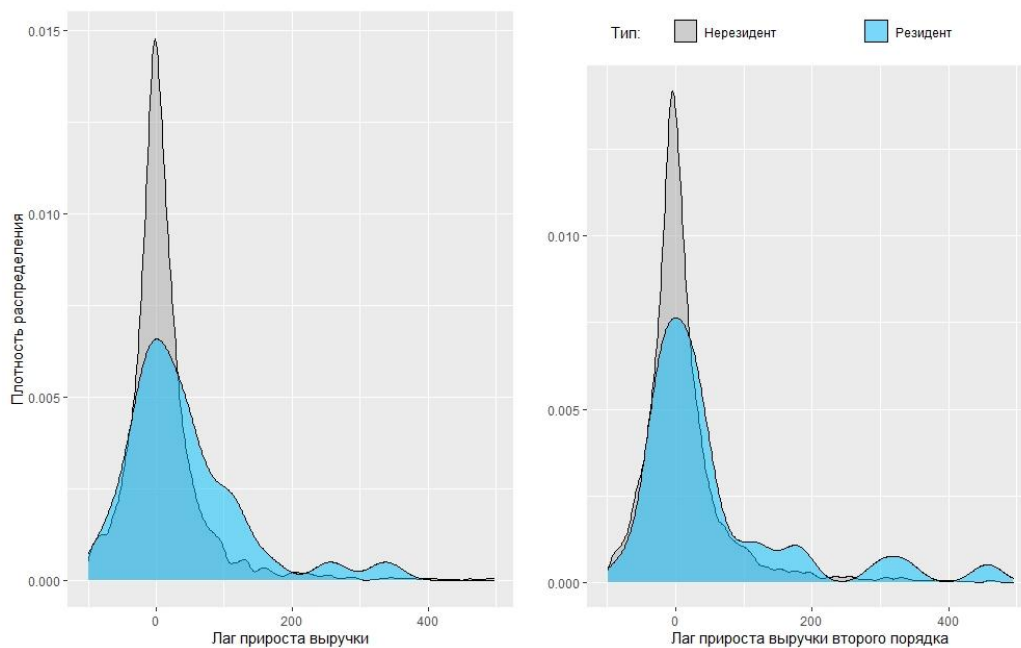 Тип: Нерезидент Резидент
Плотность распределения
0.015
0.010
0.005
0.000
0 200 400
Лаг прироста выручки
0.010
0.005
0.000
0 200 400
Лаг прироста выручки второго порядка